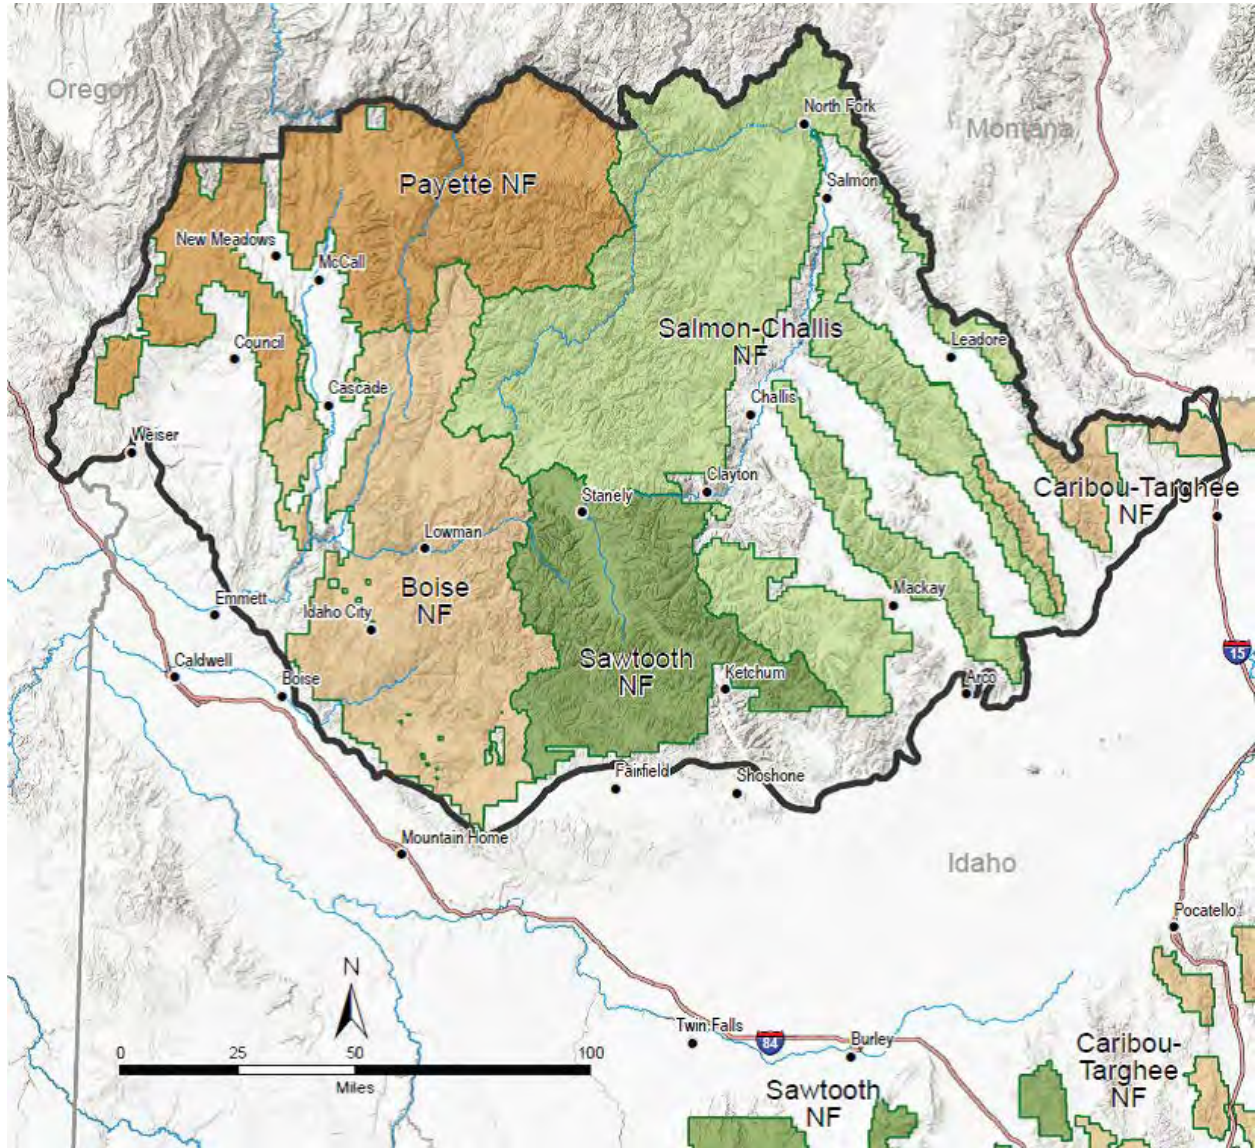 Oregon
Montana
North Fork
Payette NF
Salmon
New Meadows
McCall
Salmon-Challis
NF
Leadore
Council
Cascade
Challis
Weiser
Clayton
Caribou-Targhee
NF
Stanely
Lowman
Boise
NF
Mackay
Emmett
Idaho City
Sawtooth
NF
15
Caldwell
Boise
Ketchum
Arco
Fairfield
Shoshone
Mountain Home
Idaho
Pocatello
N
Twin Falls
84
Burley
0 25 50 100
Miles
Caribou-
Targhee
NF
Sawtooth
NF